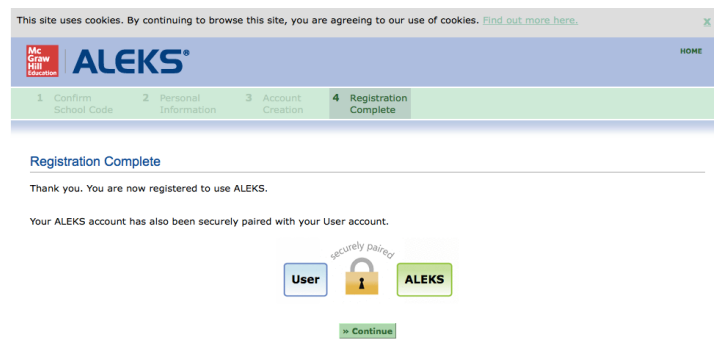 This site uses cookies. By continuing to browse this site, you are agreeing to our use of cookies. Find out more here. X
Mc
Graw
Hill
Education
ALEKS®
HOME
1 Confirm School Code
2 Personal Information
3 Account Creation
4 Registration Complete
Registration Complete
Thank you. You are now registered to use ALEKS.
Your ALEKS account has also been securely paired with your User account.
securely paired
User
ALEKS
» Continue